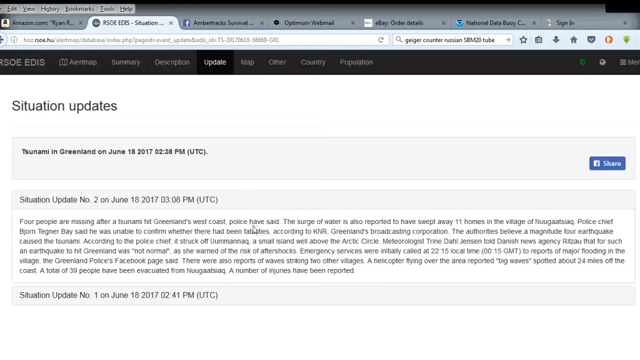 View History Bookmarks Tools Help
Amazon.com: "Ryan R... RSOE EDIS - Situation ... Ambertracks Survival ... Optimum Webmail eBay: Order details National Data Buoy C... Sign In
hisz.rsoe.hu/alertmap/database/index.php?pageid=event_update&edis_id=TS-20170618-58669-GRL geiger counter russian SBM20 tube
RSOE EDIS Alertmap Summary Description Update Map Other Country Population Men
Situation updates
Tsunami in Greenland on June 18 2017 02:38 PM (UTC).
Share
Situation Update No. 2 on June 18 2017 03:08 PM (UTC)
Four people are missing after a tsunami hit Greenland's west coast, police have said. The surge of water is also reported to have swept away 11 homes in the village of Nuugaatsiaq. Police chief
Bjorn Tegner Bay said he was unable to confirm whether there had been fatalities, according to KNR, Greenland's broadcasting corporation. The authorities believe a magnitude four earthquake
caused the tsunami. According to the police chief, it struck off Uummannaq, a small island well above the Arctic Circle. Meteorologist Trine Dahl Jensen told Danish news agency Ritzau that for such
an earthquake to hit Greenland was "not normal", as she warned of the risk of aftershocks. Emergency services were initially called at 22:15 local time (00:15 GMT) to reports of major flooding in the
village, the Greenland Police's Facebook page said. There were also reports of waves striking two other villages. A helicopter flying over the area reported "big waves" spotted about 24 miles off the
coast. A total of 39 people have been evacuated from Nuugaatsiaq. A number of injuries have been reported.
Situation Update No. 1 on June 18 2017 02:41 PM (UTC)